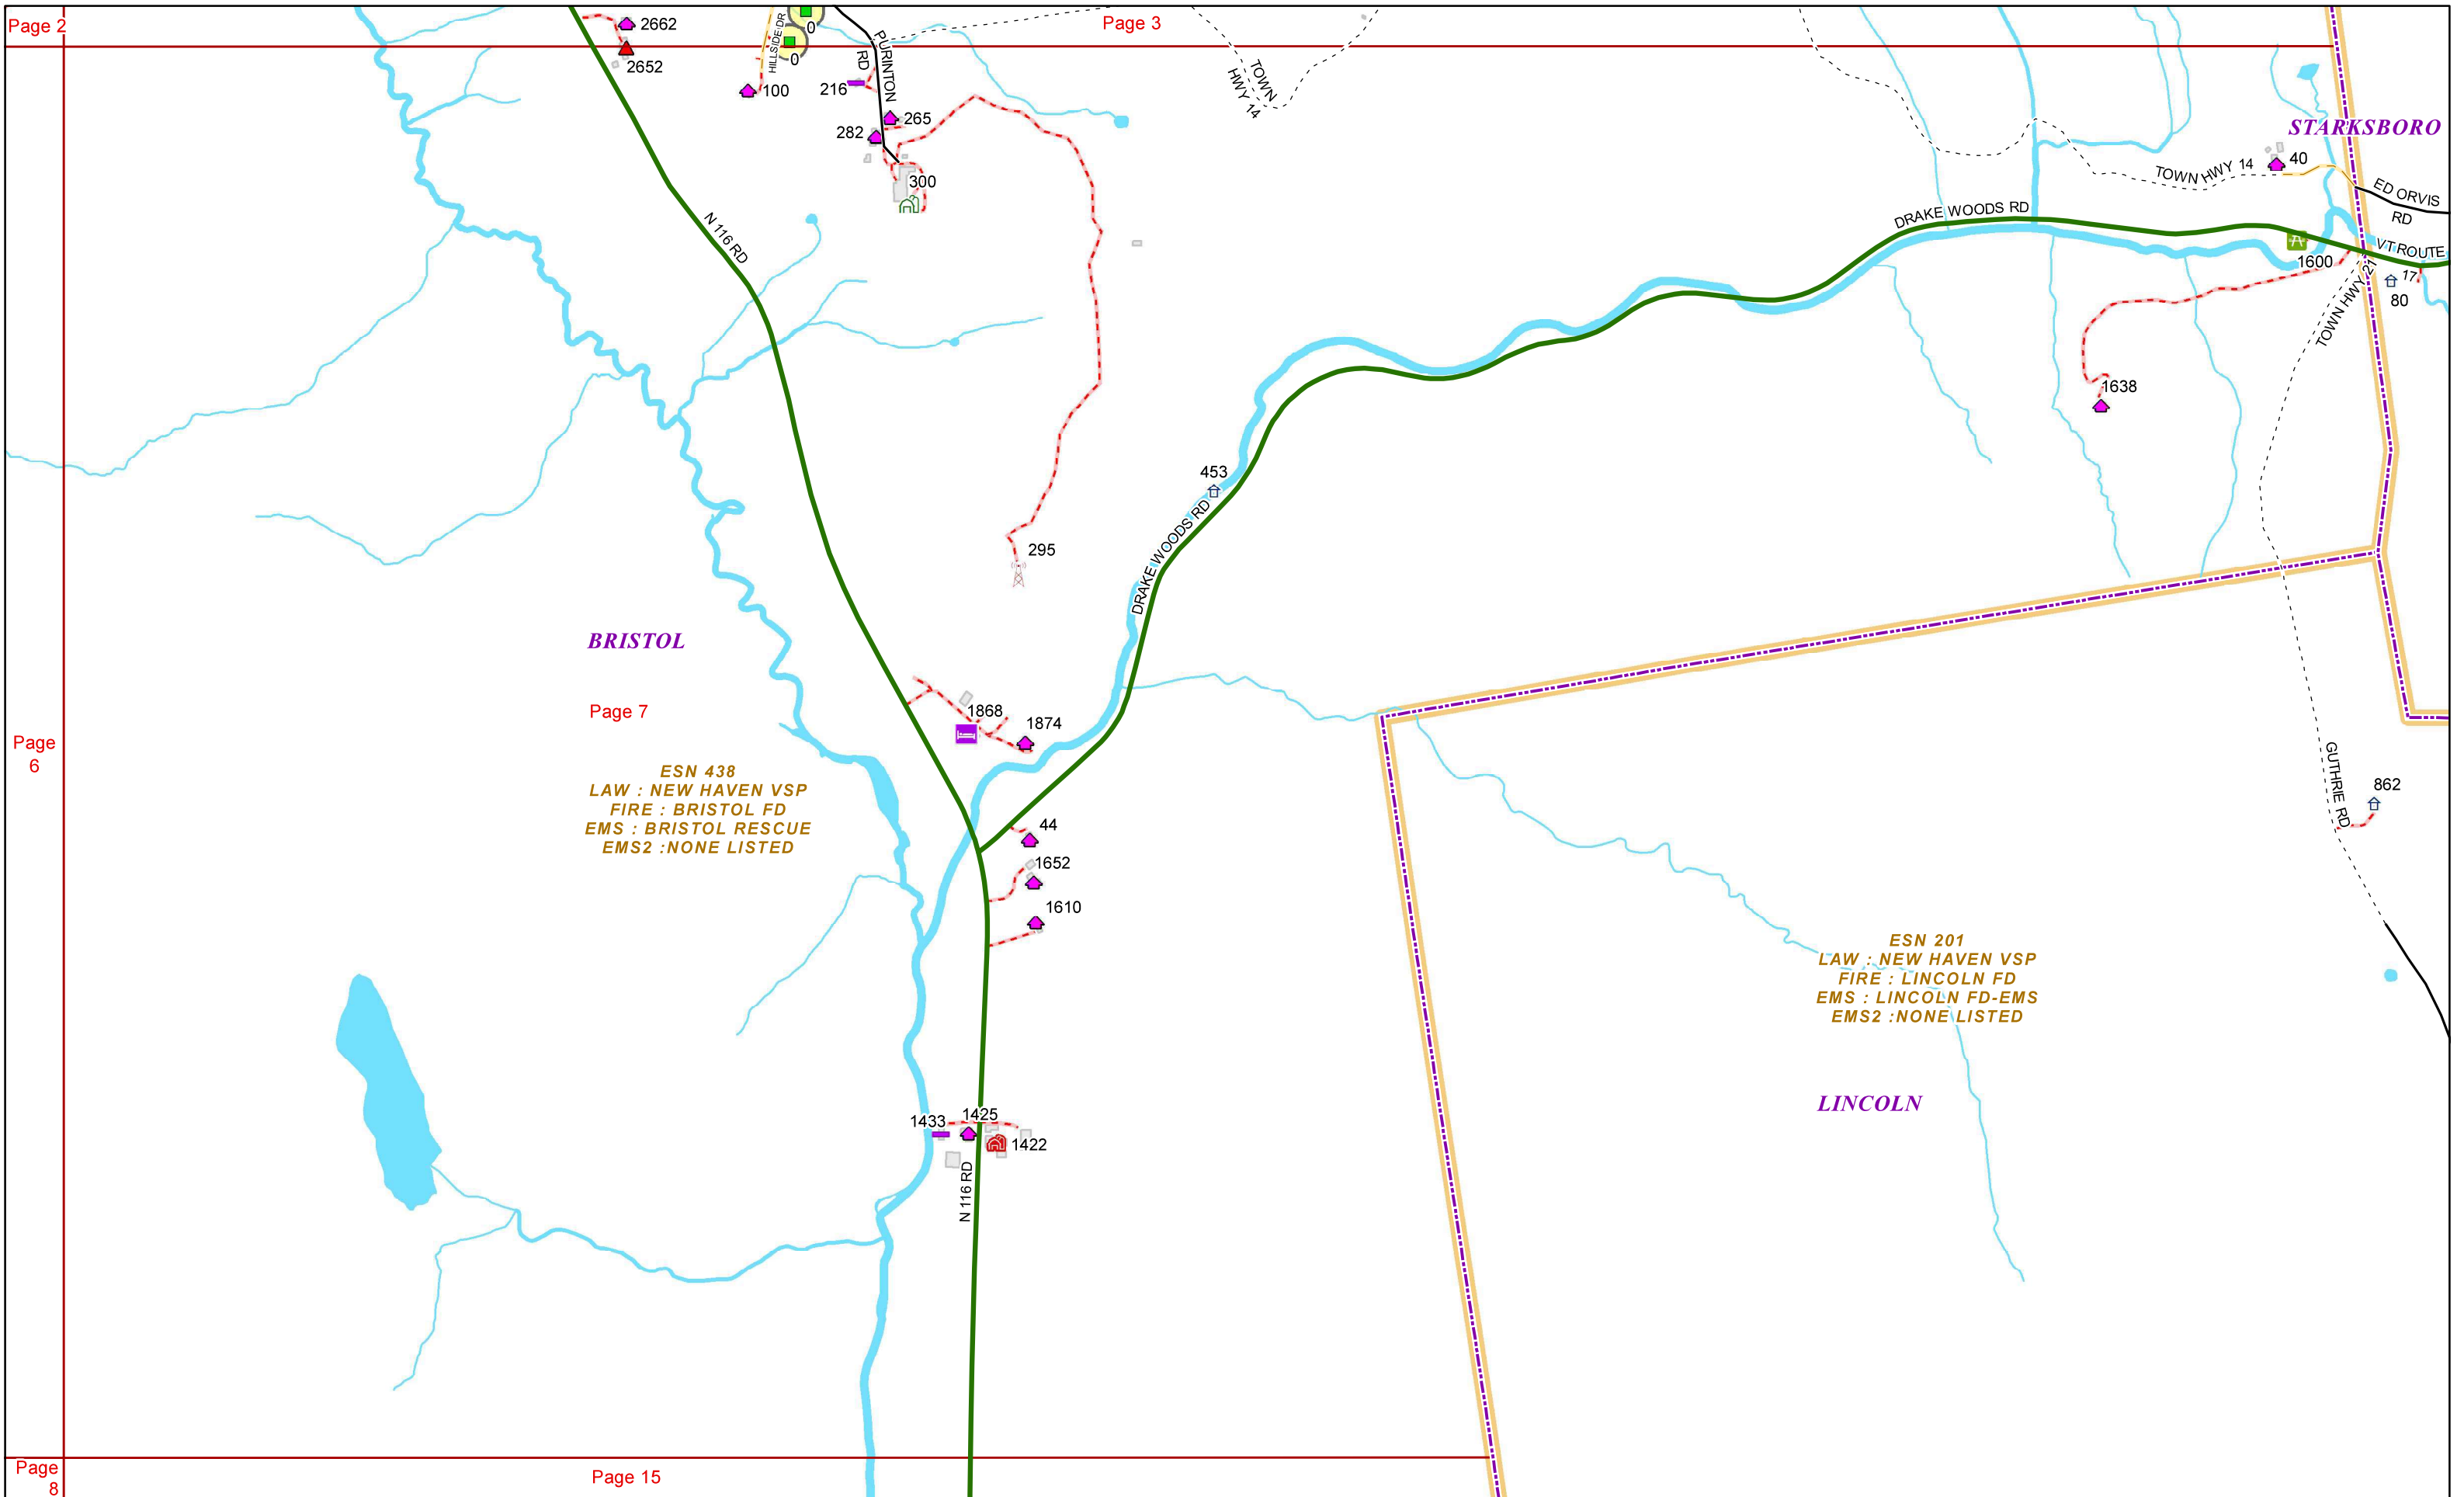 Page 2
Page 3
2662
2652
HILLSIDE DR
0
0
100
PURINTON
RD
216
265
282
300
TOWN
HWY 14
STARKSBORO
TOWN HWY 14
40
ED ORVIS
RD
DRAKE WOODS RD
VT ROUTE
17
1600
80
TOWN HWY 21
N 116 RD
1638
453
DRAKE WOODS RD
295
BRISTOL
Page 7
1868
1874
Page
6
ESN 438
LAW : NEW HAVEN VSP
FIRE : BRISTOL FD
EMS : BRISTOL RESCUE
EMS2 :NONE LISTED
GUTHRIE RD
862
44
1652
1610
ESN 201
LAW : NEW HAVEN VSP
FIRE : LINCOLN FD
EMS : LINCOLN FD-EMS
EMS2 :NONE LISTED
LINCOLN
1433
1425
1422
N 116 RD
Page
8
Page 15